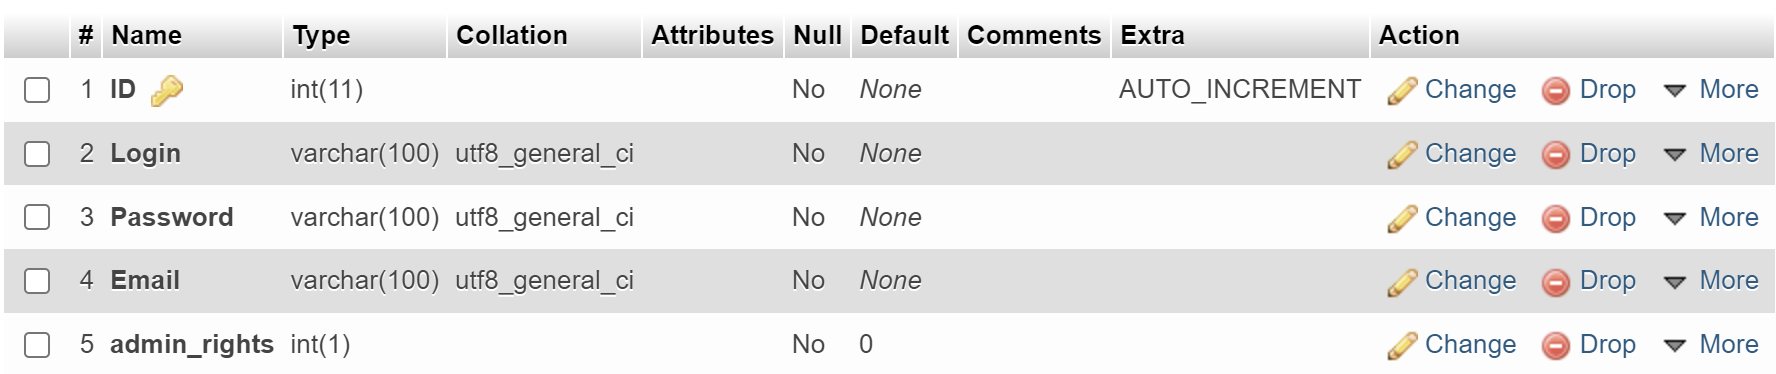 # Name Type Collation Attributes Null Default Comments Extra Action
1 ID int(11) No None AUTO_INCREMENT Change Drop More
2 Login varchar(100) utf8_general_ci No None Change Drop More
3 Password varchar(100) utf8_general_ci No None Change Drop More
4 Email varchar(100) utf8_general_ci No None Change Drop More
5 admin_rights int(1) No 0 Change Drop More